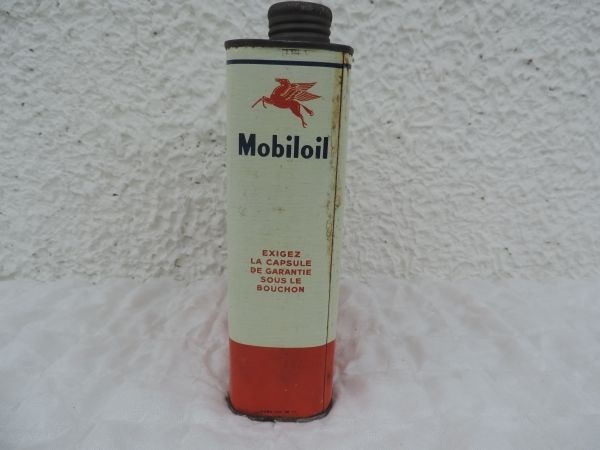 Mobiloil
EXIGEZ
LA CAPSULE
DE GARANTIE
SOUS LE
BOUCHON